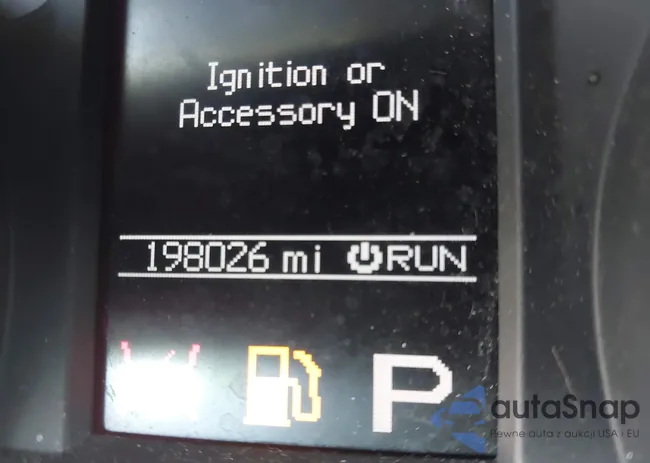 Ignition or
Accessory ON
198026 mi RUN
P
autaSnap
Pewne auta z aukcji USA i EU